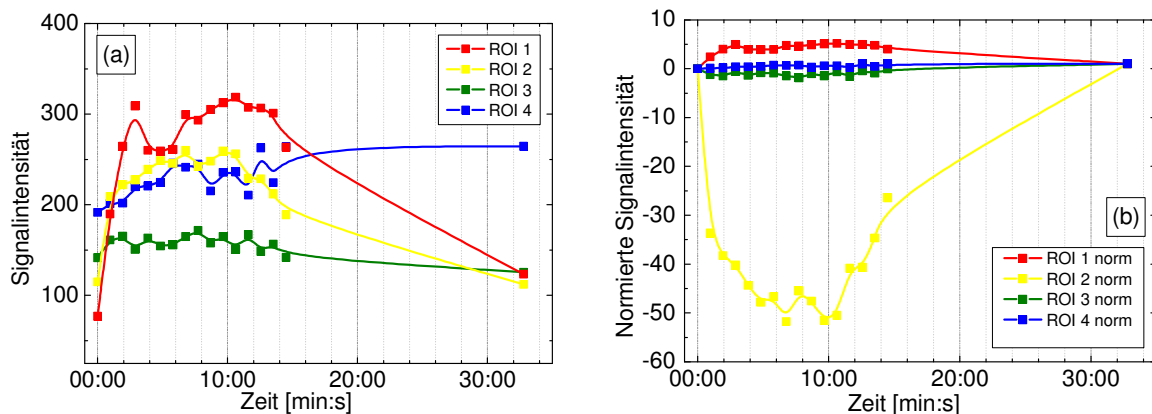 400
300
200
100
Signalintensität
(a)
ROI 1
ROI 2
ROI 3
ROI 4
00:00 10:00 20:00 30:00
Zeit [min:s]
10
0
-10
-20
-30
-40
-50
-60
Normierte Signalintensität
(b)
ROI 1 norm
ROI 2 norm
ROI 3 norm
ROI 4 norm
00:00 10:00 20:00 30:00
Zeit [min:s]